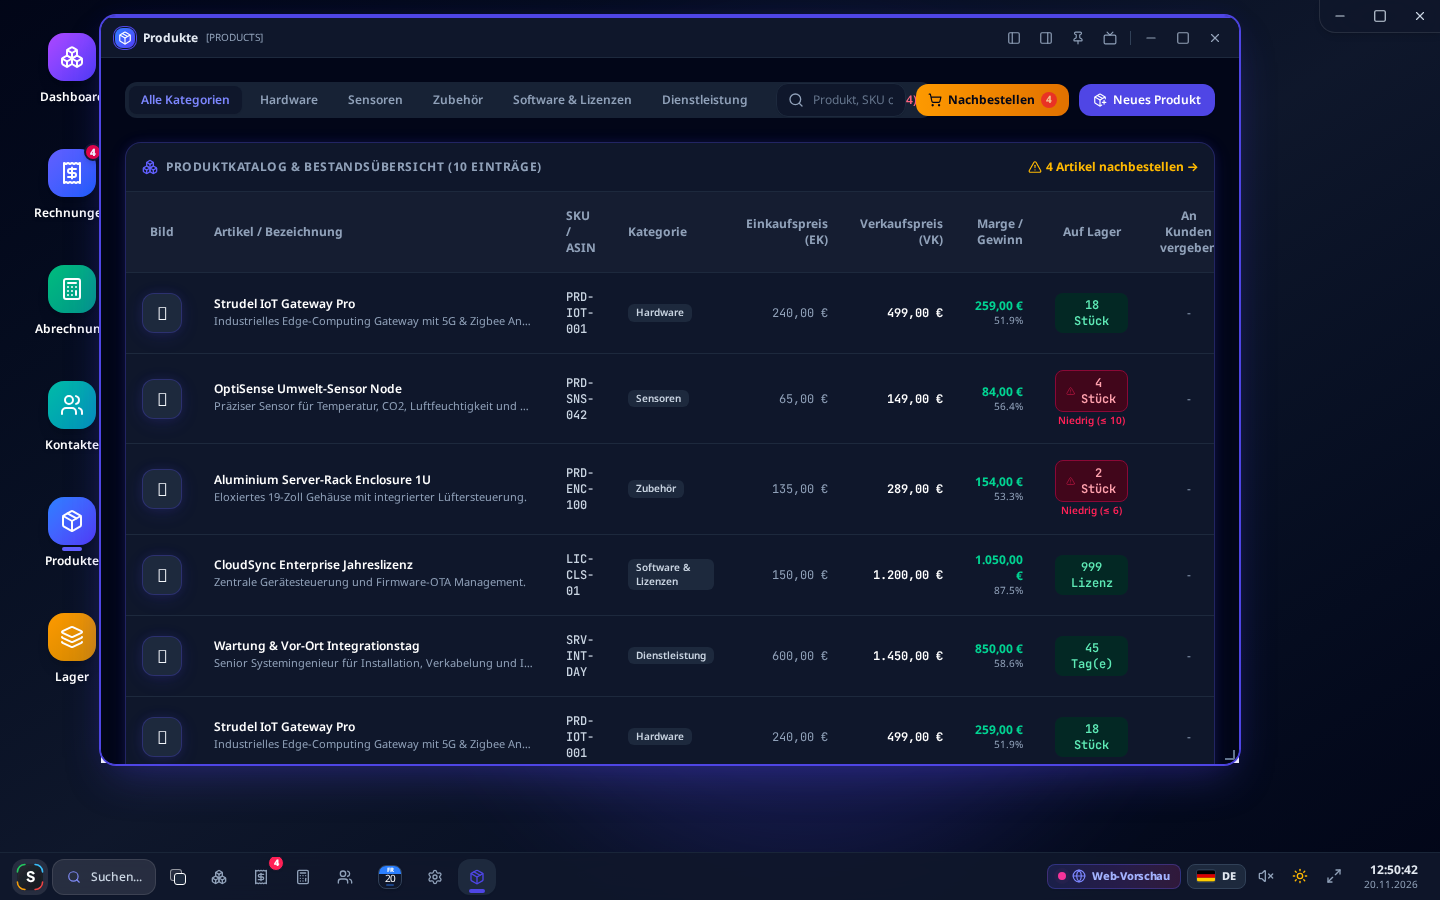 Produkte [PRODUCTS]
Dashboar
4
Rechnunge
Abrechnun
Kontakte
Produkte
Lager
Alle Kategorien Hardware Sensoren Zubehör Software & Lizenzen Dienstleistung Produkt, SKU c 4) Nachbestellen 4 Neues Produkt
PRODUKTKATALOG & BESTANDSÜBERSICHT (10 EINTRÄGE) 4 Artikel nachbestellen →
Bild Artikel / Bezeichnung SKU / ASIN Kategorie Einkaufspreis (EK) Verkaufspreis (VK) Marge / Gewinn Auf Lager An Kunden vergeben
Strudel IoT Gateway Pro
Industrielles Edge-Computing Gateway mit 5G & Zigbee An...
PRD-IOT-001 Hardware 240,00 € 499,00 € 259,00 € 51.9% 18 Stück -
OptiSense Umwelt-Sensor Node
Präziser Sensor für Temperatur, CO2, Luftfeuchtigkeit und ...
PRD-SNS-042 Sensoren 65,00 € 149,00 € 84,00 € 56.4% 4 Stück Niedrig (≤ 10) -
Aluminium Server-Rack Enclosure 1U
Eloxiertes 19-Zoll Gehäuse mit integrierter Lüftersteuerung.
PRD-ENC-100 Zubehör 135,00 € 289,00 € 154,00 € 53.3% 2 Stück Niedrig (≤ 6) -
CloudSync Enterprise Jahreslizenz
Zentrale Gerätesteuerung und Firmware-OTA Management.
LIC-CLS-01 Software & Lizenzen 150,00 € 1.200,00 € 1.050,00 € 87.5% 999 Lizenz -
Wartung & Vor-Ort Integrationstag
Senior Systemingenieur für Installation, Verkabelung und I...
SRV-INT-DAY Dienstleistung 600,00 € 1.450,00 € 850,00 € 58.6% 45 Tag(e) -
Strudel IoT Gateway Pro
Industrielles Edge-Computing Gateway mit 5G & Zigbee An...
PRD-IOT-001 Hardware 240,00 € 499,00 € 259,00 € 51.9% 18 Stück -
S Suchen... 4 FR 20 Web-Vorschau DE 12:50:42
20.11.2026